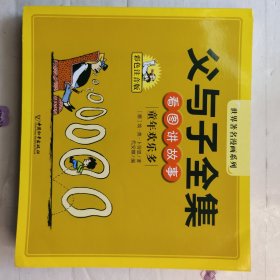 世界著名漫画系列
父与子全集
看图讲故事
童年欢乐多
彩色注音版